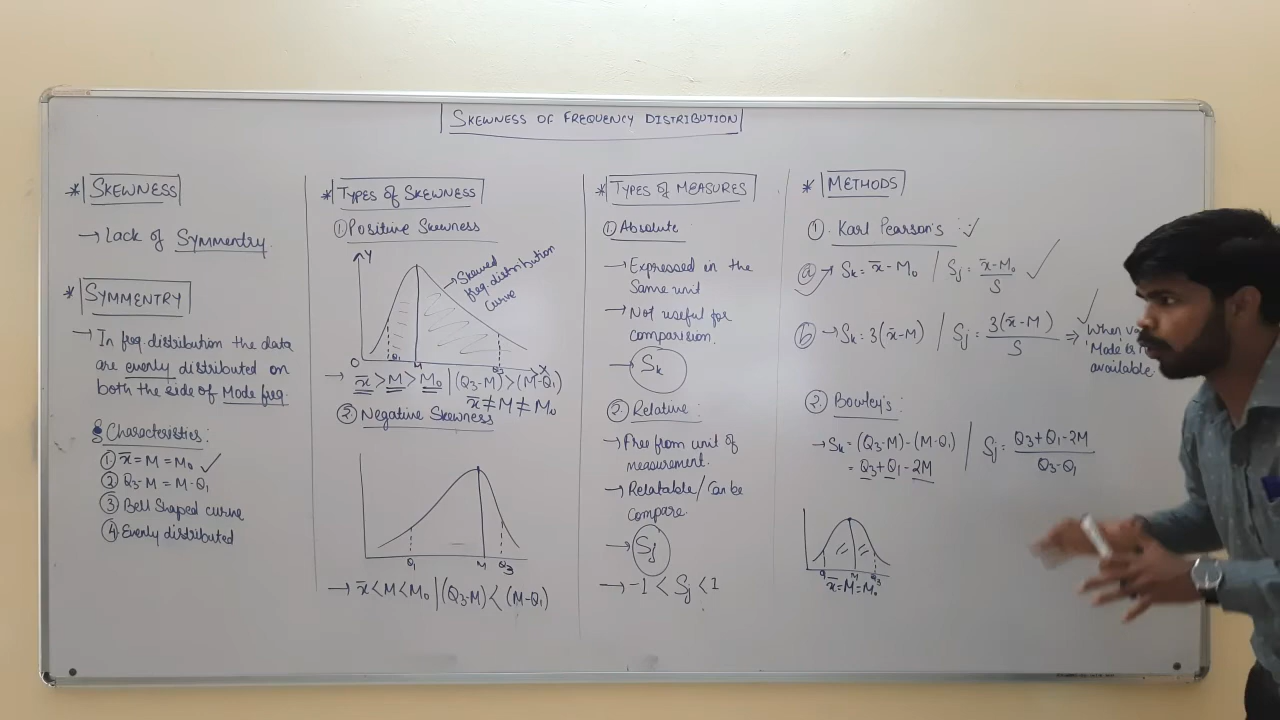 SKEWNESS OF FREQUENCY DISTRIBUTION
* SKEWNESS
→ Lack of Symmentry.
* SYMMENTRY
→ In freq. distribution the data
are evenly distributed on
both the side of Mode freq.
Characteristics:
① x̄ = M = M₀ ✓
② Q₃-M = M-Q₁
③ Bell Shaped curve
④ Evenly distributed
* TYPES OF SKEWNESS
① Positive Skewness
Y
→ Skewed
freq. distribution
Curve
O Q₁ Q₃ X
→ x̄ > M > M₀ | (Q₃-M) > (M-Q₁)
x̄ ≠ M ≠ M₀
② Negative Skewness
Q₁ M Q₃
→ x̄ < M < M₀ | (Q₃-M) < (M-Q₁)
* TYPES OF MEASURES
① Absolute
→ Expressed in the
Same unit
→ Not useful for
comparision.
→ Sk
② Relative:
→ Free from unit of
measurement.
→ Relatable/Can be
Compare.
→ Sj
→ -1 < Sj < 1
* METHODS
① Karl Pearson's :✓
ⓐ → Sk = x̄ - M₀ / Sj = x̄-M₀/S ✓
ⓑ → Sk = 3(x̄-M) / Sj = 3(x̄-M)/S ⇒ When
'Mode is
available.
② Bowley's:
→ Sk = (Q₃-M)-(M-Q₁) / Sj = Q₃+Q₁-2M/Q₃-Q₁
= Q₃+Q₁-2M
Q₁ M Q₃
x̄=M=M₀